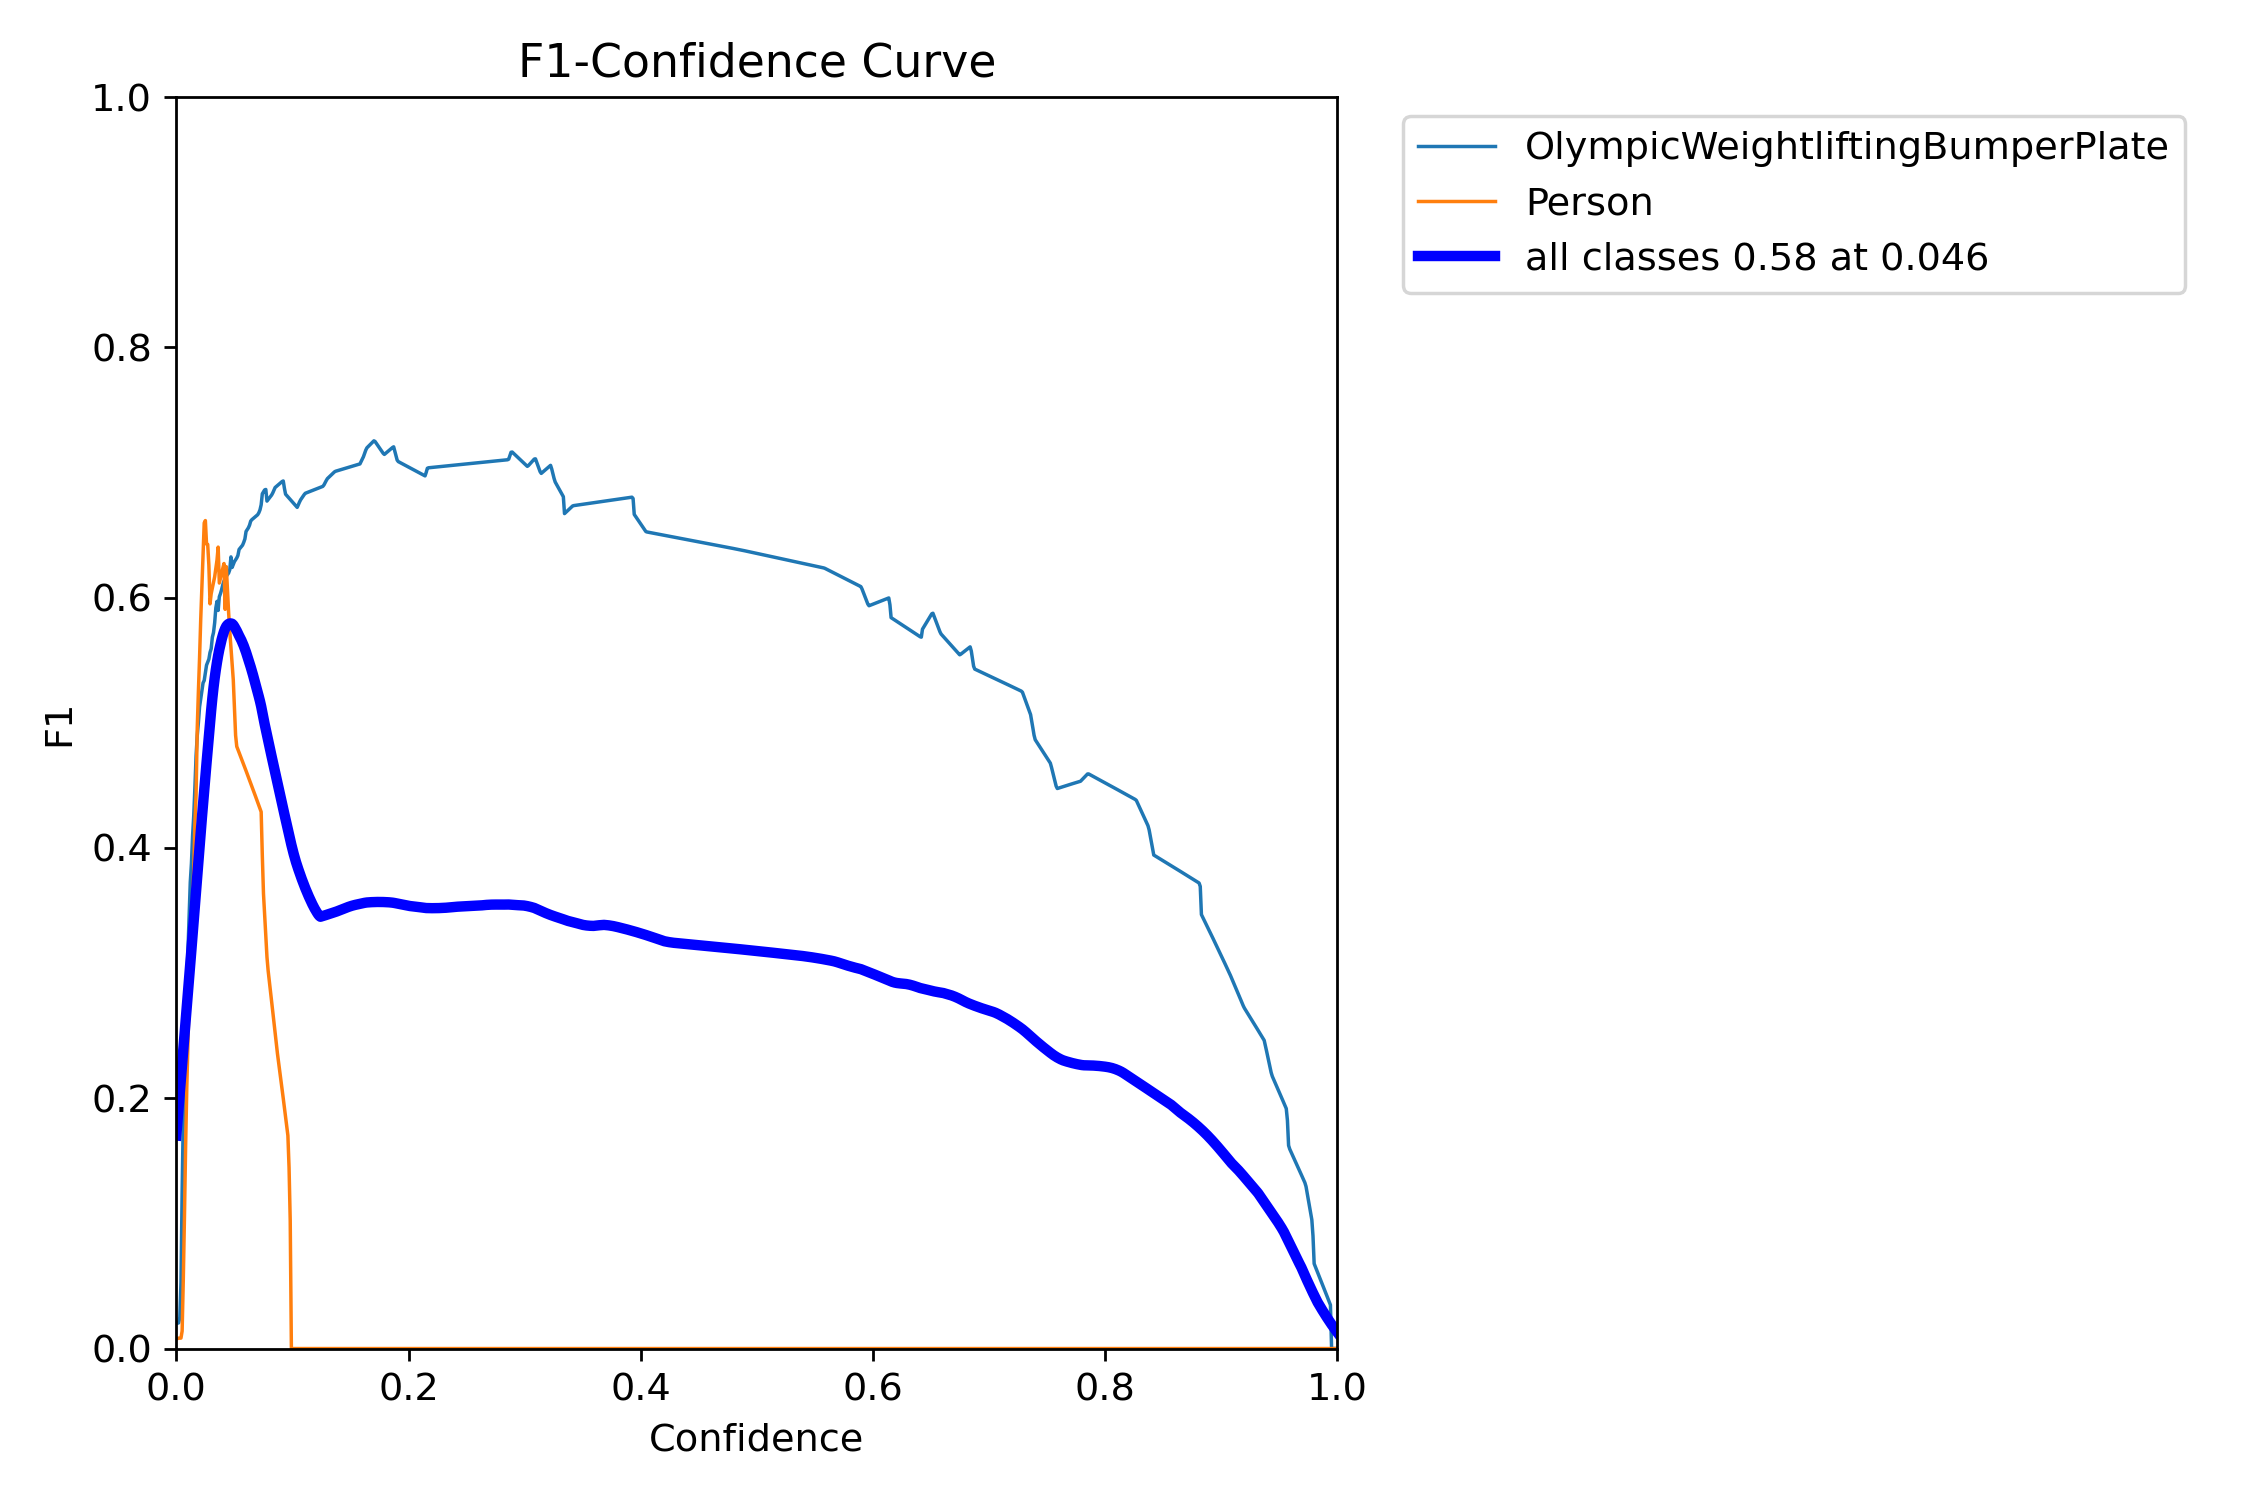 F1-Confidence Curve
1.0
0.8
0.6
0.4
0.2
0.0
F1
0.0 0.2 0.4 0.6 0.8 1.0
Confidence
OlympicWeightliftingBumperPlate
Person
all classes 0.58 at 0.046